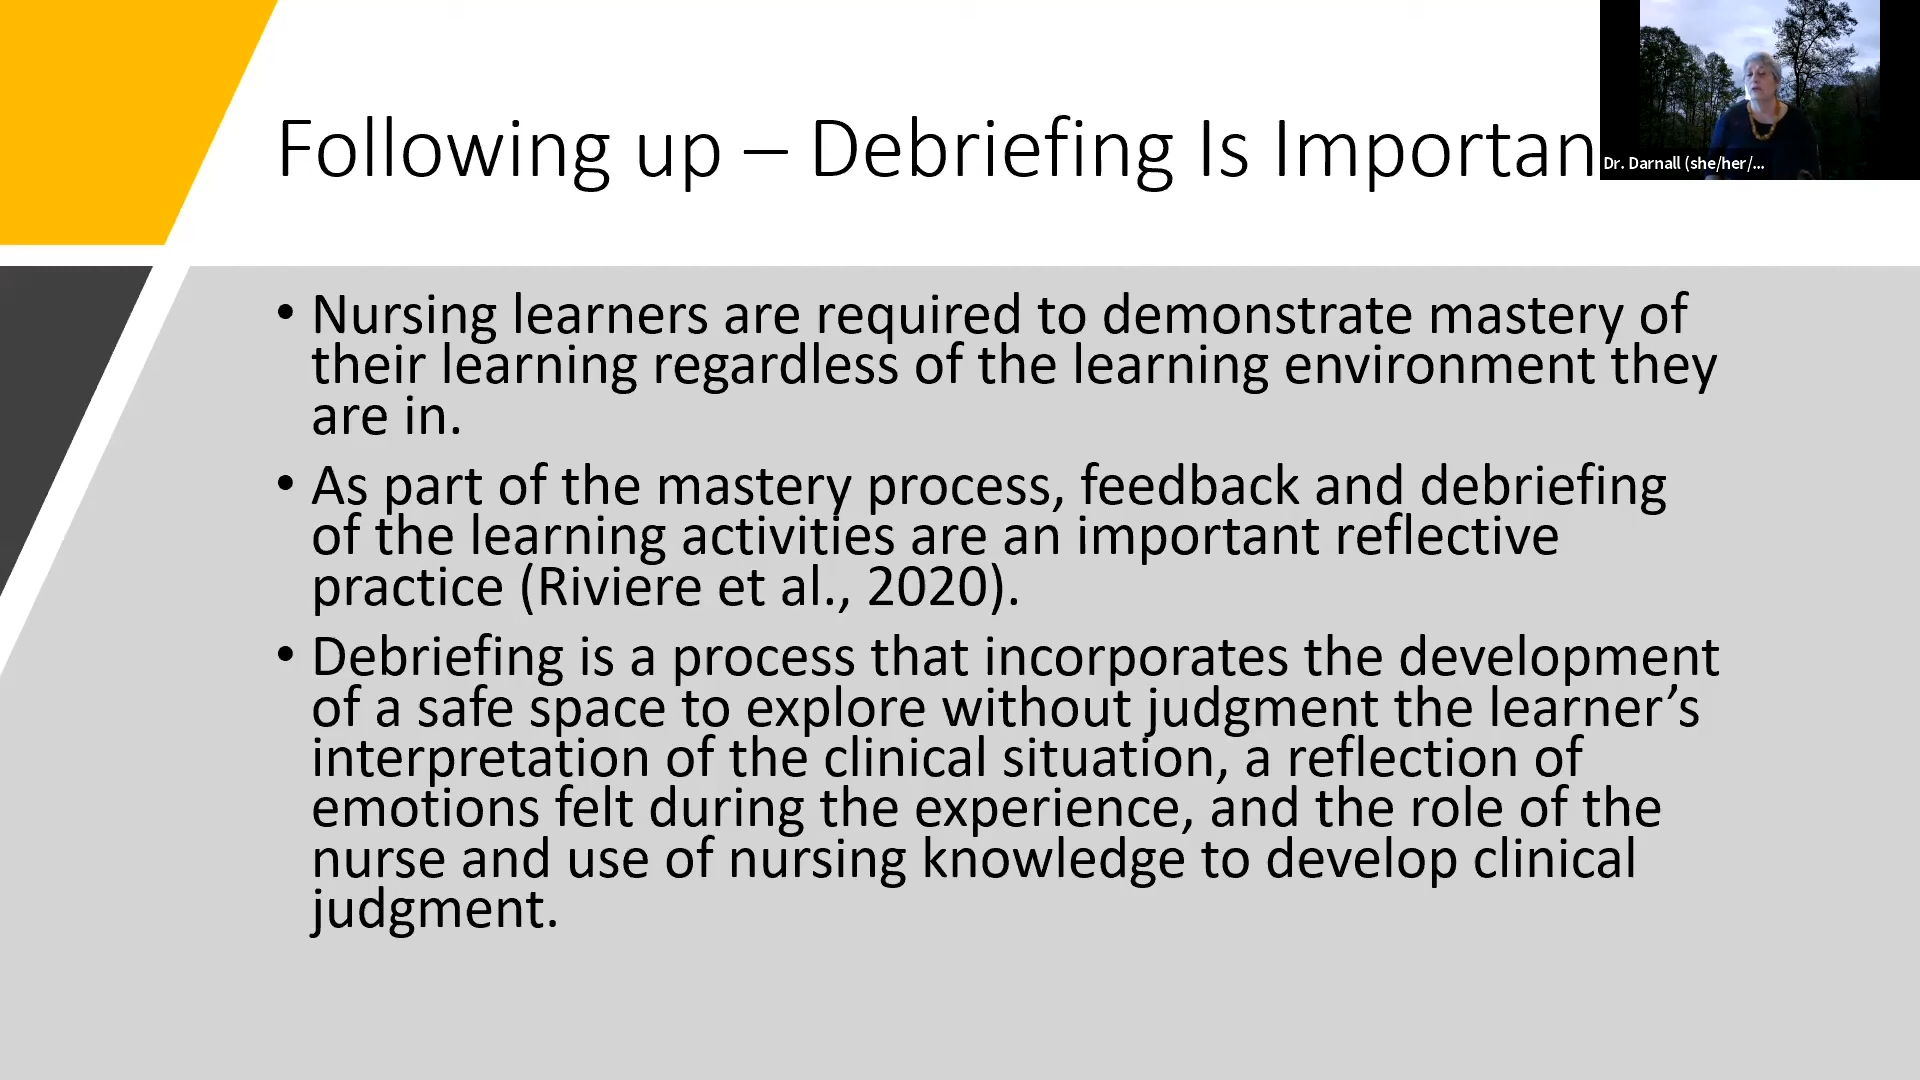 Following up – Debriefing Is Importan
Dr. Darnall (she/her/...
• Nursing learners are required to demonstrate mastery of
their learning regardless of the learning environment they
are in.
• As part of the mastery process, feedback and debriefing
of the learning activities are an important reflective
practice (Riviere et al., 2020).
• Debriefing is a process that incorporates the development
of a safe space to explore without judgment the learner’s
interpretation of the clinical situation, a reflection of
emotions felt during the experience, and the role of the
nurse and use of nursing knowledge to develop clinical
judgment.